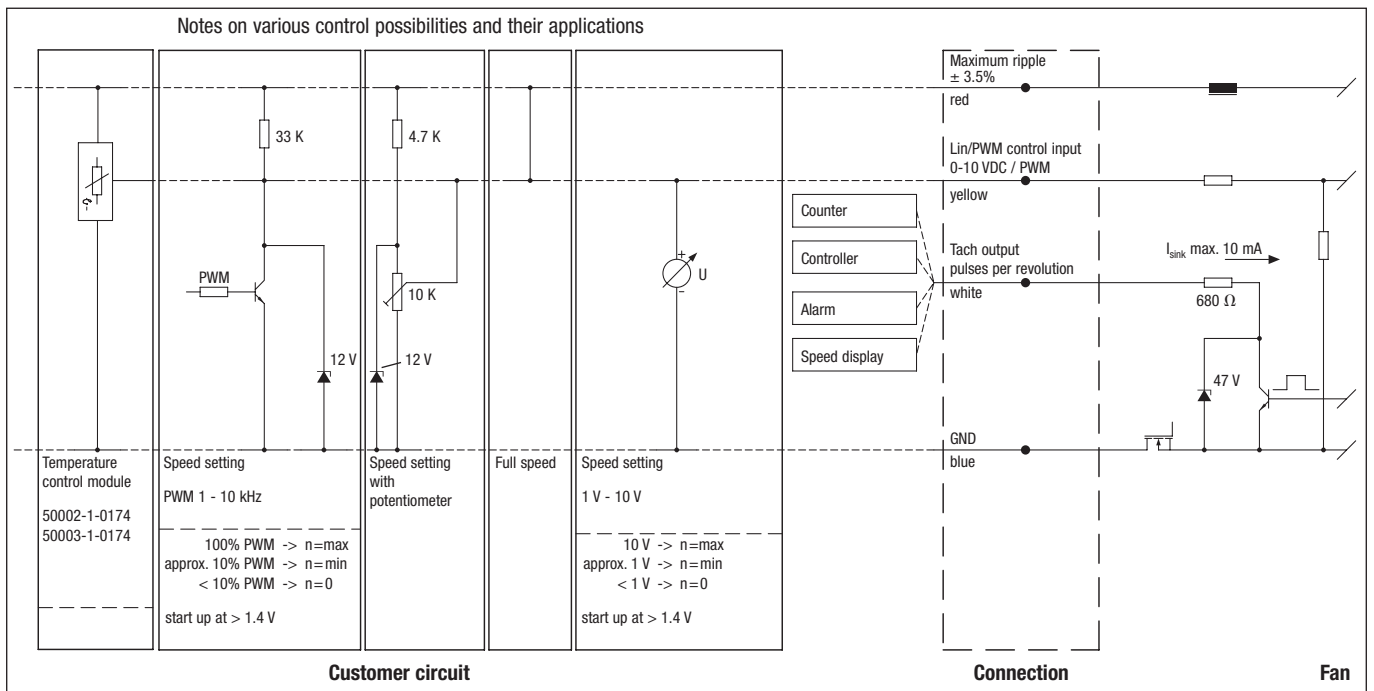 Notes on various control possibilities and their applications
33 K
4.7 K
PWM
10 K
12 V
12 V
U
+
–
Temperature
control module
50002-1-0174
50003-1-0174
Speed setting
PWM 1 - 10 kHz
100% PWM -> n=max
approx. 10% PWM -> n=min
< 10% PWM -> n=0
start up at > 1.4 V
Speed setting
with
potentiometer
Full speed
Speed setting
1 V - 10 V
10 V -> n=max
approx. 1 V -> n=min
< 1 V -> n=0
start up at > 1.4 V
Counter
Controller
Alarm
Speed display
Maximum ripple
± 3.5%
red
Lin/PWM control input
0-10 VDC / PWM
yellow
Tach output
pulses per revolution
white
GND
blue
Isink max. 10 mA
680 Ω
47 V
Customer circuit
Connection
Fan